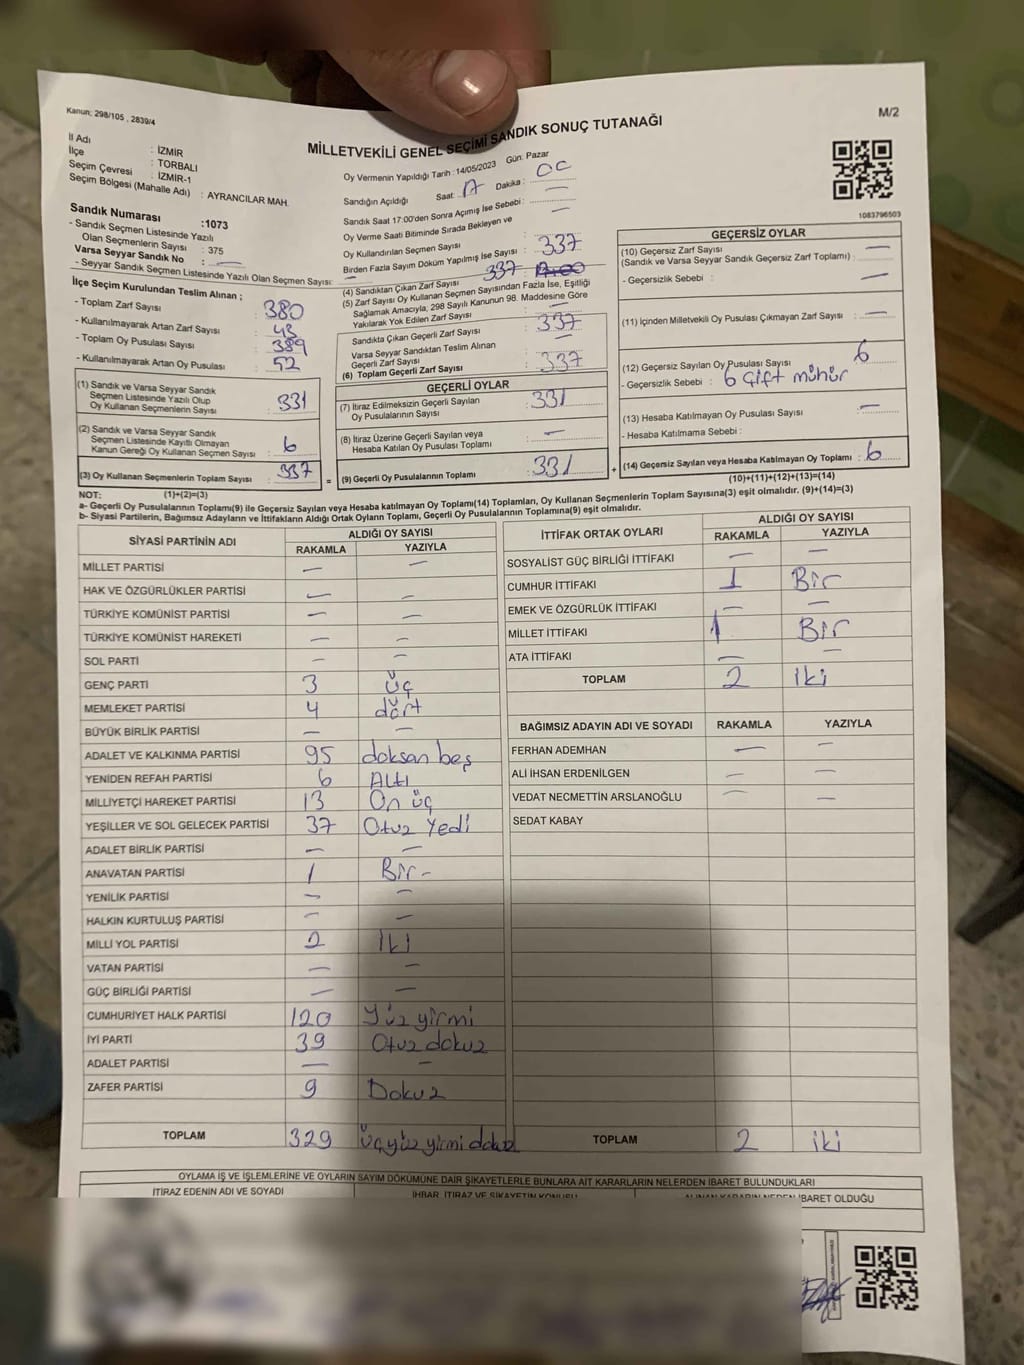 Kanun: 298/105 , 2839/4
M/2
MİLLETVEKİLİ GENEL SEÇİMİ SANDIK SONUÇ TUTANAĞI
İl Adı : İZMİR
İlçe : TORBALI
Seçim Çevresi : İZMİR-1
Seçim Bölgesi (Mahalle Adı) : AYRANCILAR MAH.
Oy Vermenin Yapıldığı Tarih : 14/05/2023 Gün: Pazar
Sandığın Açıldığı Saat: 17 Dakika : 00
Sandık Saat 17:00'den Sonra Açımış İse Sebebi : —
Oy Verme Saati Bitiminde Sırada Bekleyen ve
Oy Kullandırılan Seçmen Sayısı : —
Birden Fazla Sayım Döküm Yapılmış İse Sayısı : 337
1083796503
Sandık Numarası :1073
- Sandık Seçmen Listesinde Yazılı
Olan Seçmenlerin Sayısı : 375
Varsa Seyyar Sandık No : —
- Seyyar Sandık Seçmen Listesinde Yazılı Olan Seçmen Sayısı: —
İlçe Seçim Kurulundan Teslim Alınan ;
- Toplam Zarf Sayısı : 380
- Kullanılmayarak Artan Zarf Sayısı : 43
- Toplam Oy Pusulası Sayısı : 389
- Kullanılmayarak Artan Oy Pusulası : 52
(1) Sandık ve Varsa Seyyar Sandık
Seçmen Listesinde Yazılı Olup
Oy Kullanan Seçmenlerin Sayısı : 331
(2) Sandık ve Varsa Seyyar Sandık
Seçmen Listesinde Kayıtlı Olmayan
Kanun Gereği Oy Kullanan Seçmen Sayısı : 6
(3) Oy Kullanan Seçmenlerin Toplam Sayısı : 337
(1)+(2)=(3)
(4) Sandıktan Çıkan Zarf Sayısı 337
(5) Zarf Sayısı Oy Kullanan Seçmen Sayısından Fazla İse, Eşitliği
Sağlamak Amacıyla, 298 Sayılı Kanunun 98. Maddesine Göre
Yakılarak Yok Edilen Zarf Sayısı : —
Sandıkta Çıkan Geçerli Zarf Sayısı : 337
Varsa Seyyar Sandıktan Teslim Alınan
Geçerli Zarf Sayısı : —
(6) Toplam Geçerli Zarf Sayısı : 337
GEÇERLİ OYLAR
(7) İtiraz Edilmeksizin Geçerli Sayılan
Oy Pusulalarının Sayısı : 331
(8) İtiraz Üzerine Geçerli Sayılan veya
Hesaba Katılan Oy Pusulası Toplamı : —
= (9) Geçerli Oy Pusulalarının Toplamı : 331 +
GEÇERSİZ OYLAR
(10) Geçersiz Zarf Sayısı
(Sandık ve Varsa Seyyar Sandık Geçersiz Zarf Toplamı) : —
- Geçersizlik Sebebi : —
(11) İçinden Milletvekili Oy Pusulası Çıkmayan Zarf Sayısı : —
(12) Geçersiz Sayılan Oy Pusulası Sayısı : 6
- Geçersizlik Sebebi : 6 Çift mühür
(13) Hesaba Katılmayan Oy Pusulası Sayısı : —
- Hesaba Katılmama Sebebi :
(14) Geçersiz Sayılan veya Hesaba Katılmayan Oy Toplamı : 6
(10)+(11)+(12)+(13)=(14)
NOT:
a- Geçerli Oy Pusulalarının Toplamı(9) ile Geçersiz Sayılan veya Hesaba katılmayan Oy Toplamı(14) Toplamları, Oy Kullanan Seçmenlerin Toplam Sayısına(3) eşit olmalıdır. (9)+(14)=(3)
b- Siyasi Partilerin, Bağımsız Adayların ve İttifakların Aldığı Ortak Oyların Toplamı, Geçerli Oy Pusulalarının Toplamına(9) eşit olmalıdır.
SİYASİ PARTİNİN ADI ALDIĞI OY SAYISI
RAKAMLA YAZIYLA
MİLLET PARTİSİ — —
HAK VE ÖZGÜRLÜKLER PARTİSİ — —
TÜRKİYE KOMÜNİST PARTİSİ — —
TÜRKİYE KOMÜNİST HAREKETİ — —
SOL PARTİ — —
GENÇ PARTİ 3 üç
MEMLEKET PARTİSİ 4 dört
BÜYÜK BİRLİK PARTİSİ — —
ADALET VE KALKINMA PARTİSİ 95 doksan beş
YENİDEN REFAH PARTİSİ 6 Altı
MİLLİYETÇİ HAREKET PARTİSİ 13 On üç
YEŞİLLER VE SOL GELECEK PARTİSİ 37 Otuz Yedi
ADALET BİRLİK PARTİSİ — —
ANAVATAN PARTİSİ 1 Bir -
YENİLİK PARTİSİ — —
HALKIN KURTULUŞ PARTİSİ — —
MİLLİ YOL PARTİSİ 2 İki
VATAN PARTİSİ — —
GÜÇ BİRLİĞİ PARTİSİ — —
CUMHURİYET HALK PARTİSİ 120 Yüz yirmi
İYİ PARTİ 39 Otuz dokuz
ADALET PARTİSİ — —
ZAFER PARTİSİ 9 Dokuz
TOPLAM 329 üçyüz yirmi dokuz
İTTİFAK ORTAK OYLARI ALDIĞI OY SAYISI
RAKAMLA YAZIYLA
SOSYALİST GÜÇ BİRLİĞİ İTTİFAKI — —
CUMHUR İTTİFAKI 1 Bir
EMEK VE ÖZGÜRLÜK İTTİFAKI — —
MİLLET İTTİFAKI 1 Bir
ATA İTTİFAKI — —
TOPLAM 2 iki
BAĞIMSIZ ADAYIN ADI VE SOYADI RAKAMLA YAZIYLA
FERHAN ADEMHAN — —
ALİ İHSAN ERDENİLGEN — —
VEDAT NECMETTİN ARSLANOĞLU — —
SEDAT KABAY
TOPLAM 2 iki
OYLAMA İŞ VE İŞLEMLERİNE VE OYLARIN SAYIM DÖKÜMÜNE DAİR ŞİKAYETLERLE BUNLARA AİT KARARLARIN NELERDEN İBARET BULUNDUKLARI
İTİRAZ EDENİN ADI VE SOYADI İHBAR, İTİRAZ VE ŞİKAYETİN KONUSU ALINAN KARARIN NEDEN İBARET OLDUĞU